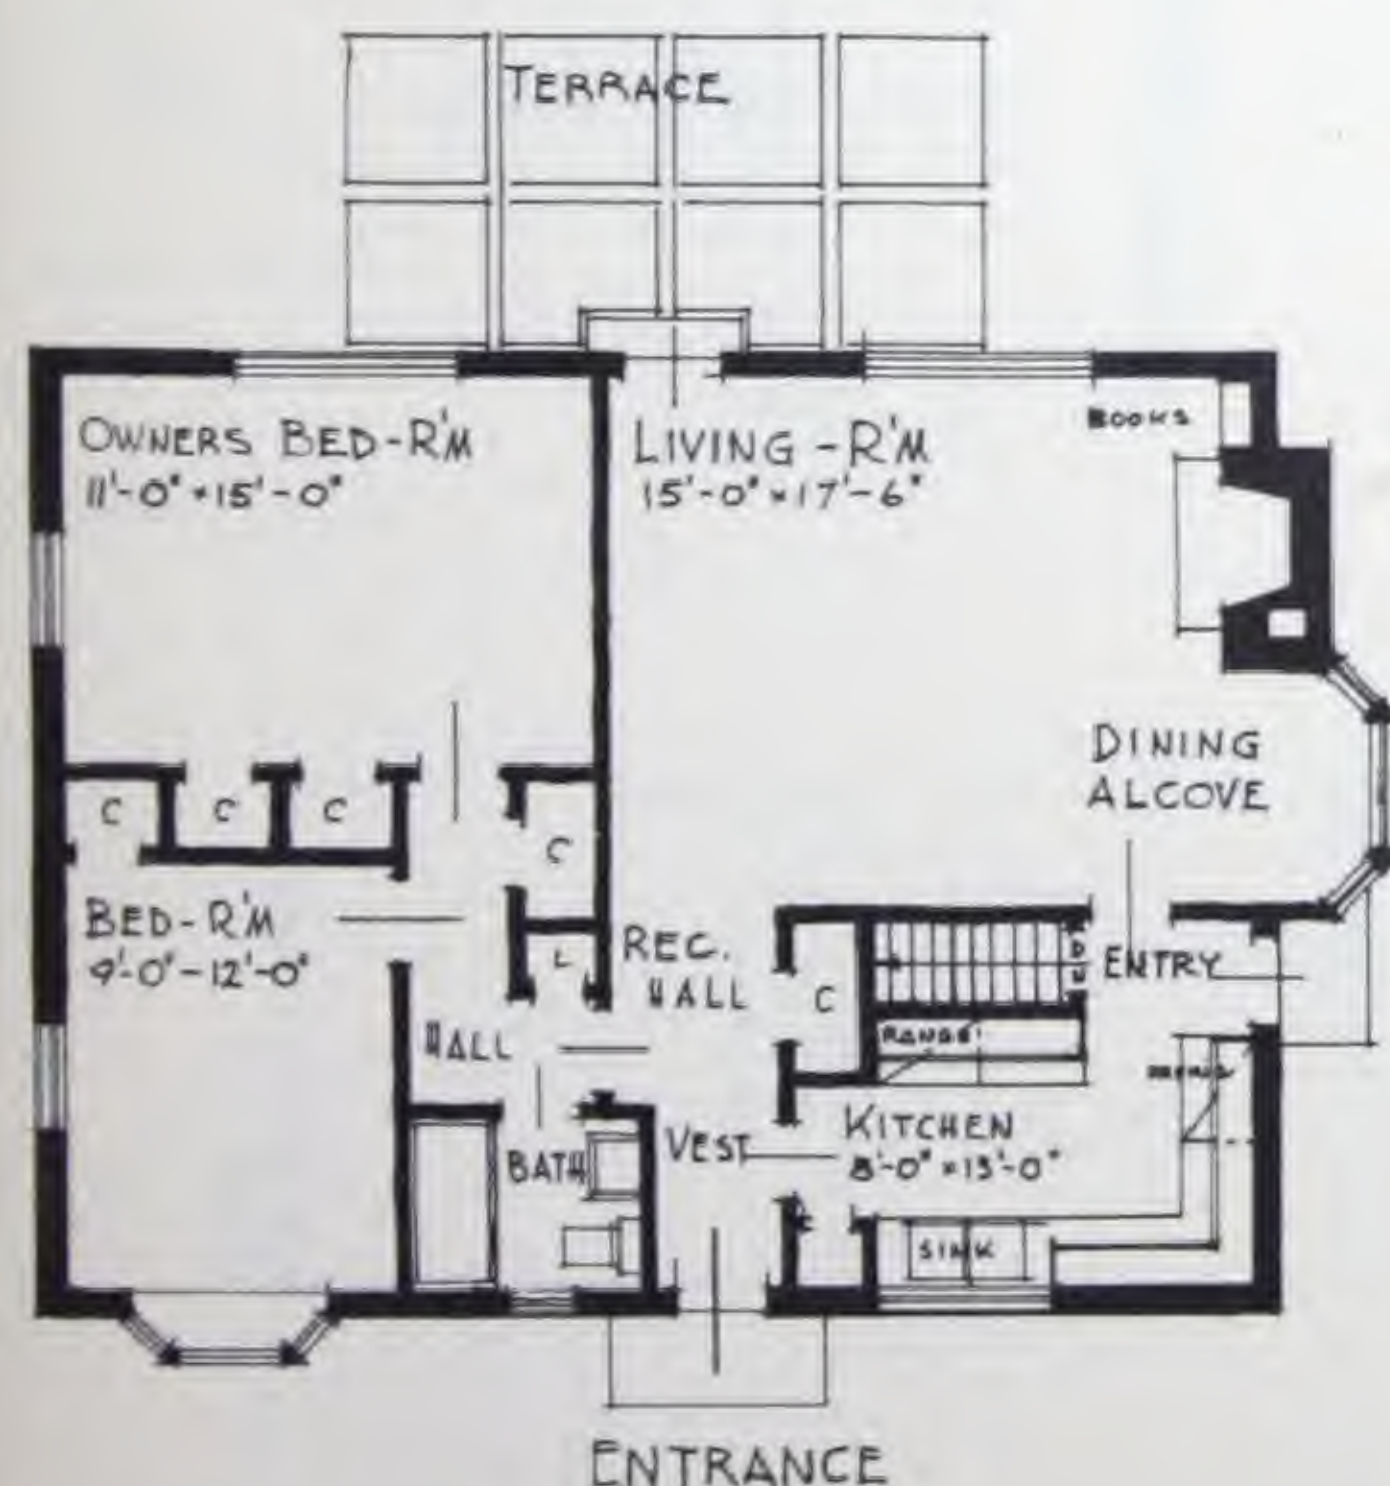 TERRACE
OWNERS BED-R'M
11'-0" × 15'-0"
LIVING-R'M
15'-0" × 17'-6"
BOOKS
DINING
ALCOVE
C
C
C
C
BED-R'M
9'-0" - 12'-0"
L
REC.
HALL
C
ENTRY
D
U
HALL
RANGE
BATH
VEST
KITCHEN
8'-0" × 13'-0"
C
SINK
ENTRANCE